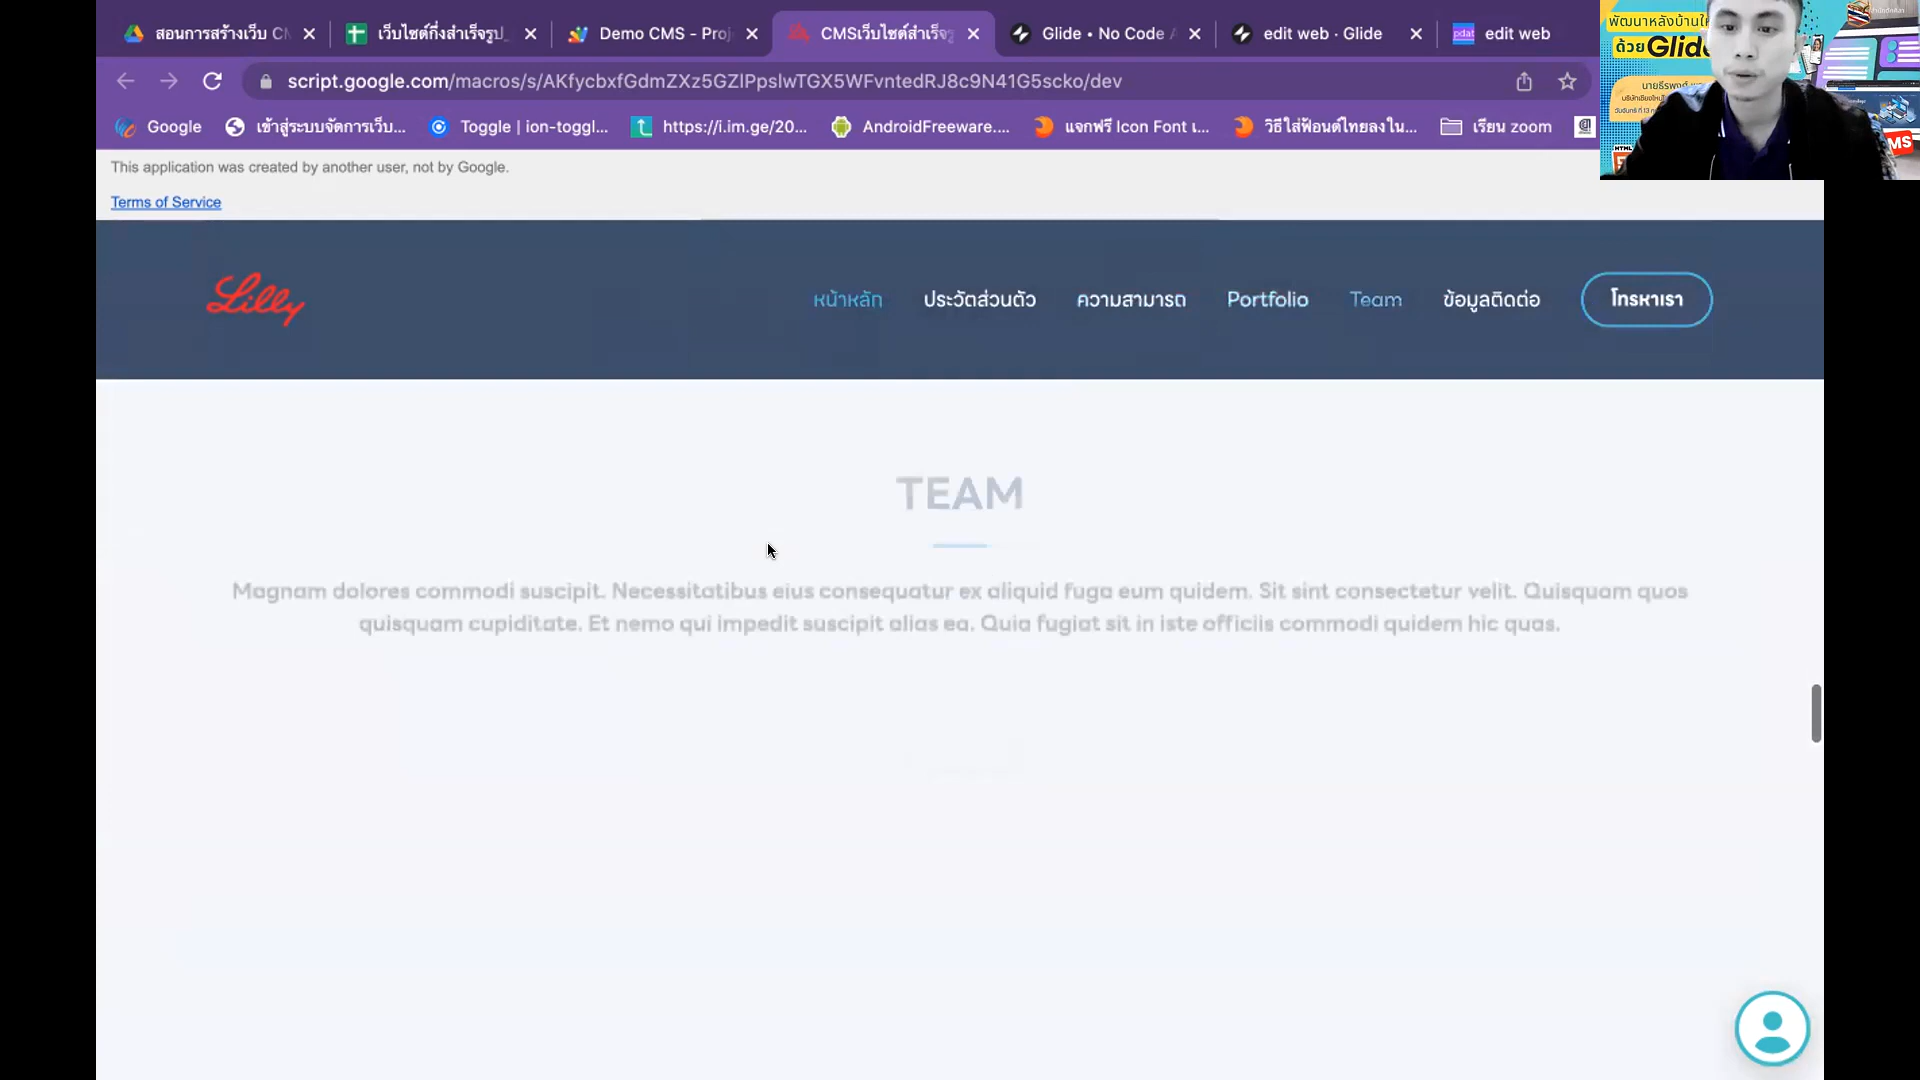 สอนการสร้างเว็บ CM
เว็บไซต์กึ่งสำเร็จรูป_
Demo CMS - Proj
CMSเว็บไซต์สำเร็จรู
Glide • No Code A
edit web · Glide
pdat
edit web
script.google.com/macros/s/AKfycbxfGdmZXz5GZIPpslwTGX5WFvntedRJ8c9N41G5scko/dev
Google
เข้าสู่ระบบจัดการเว็บ...
Toggle | ion-toggl...
https://i.im.ge/20...
AndroidFreeware....
แจกฟรี Icon Font เ...
วิธีใส่ฟ้อนต์ไทยลงใน...
เรียน zoom
พัฒนาหลังบ้าน
ด้วย Glid
HTML
MS
This application was created by another user, not by Google.
Terms of Service
Lilly
หน้าหลัก
ประวัตส่วนตัว
ความสามารถ
Portfolio
Team
ข้อมูลติดต่อ
โทรหาเรา
TEAM
Magnam dolores commodi suscipit. Necessitatibus eius consequatur ex aliquid fuga eum quidem. Sit sint consectetur velit. Quisquam quos
quisquam cupiditate. Et nemo qui impedit suscipit alias ea. Quia fugiat sit in iste officiis commodi quidem hic quas.